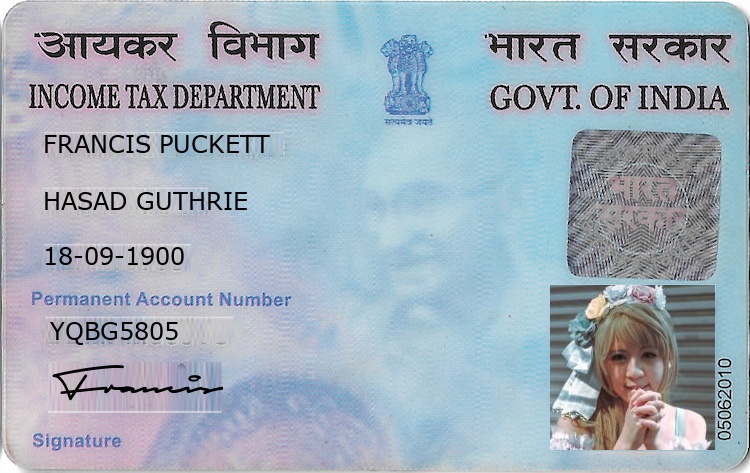 आयकर विभाग
भारत सरकार
INCOME TAX DEPARTMENT
GOVT. OF INDIA
सत्यमेव जयते
FRANCIS PUCKETT
HASAD GUTHRIE
18-09-1900
भारत
सरकार
Permanent Account Number
YQBG5805
Francis
05062010
Signature